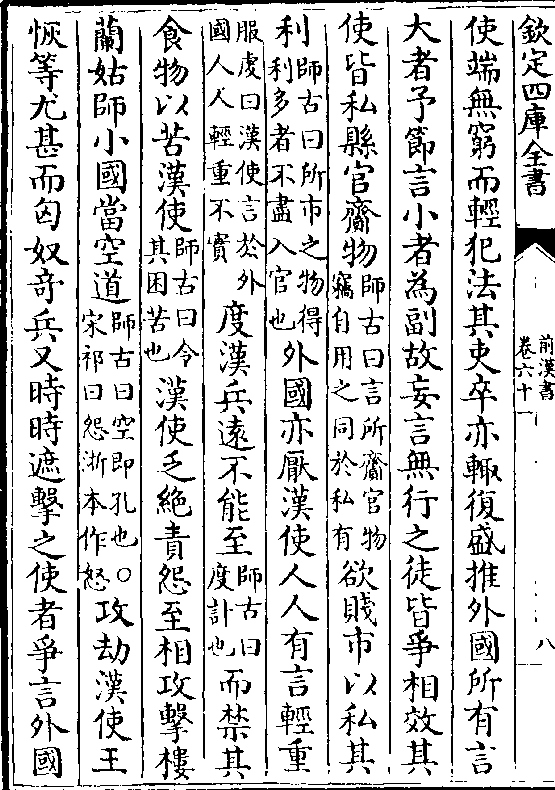 欽定四庫全書
前漢書
卷六十一
八
使端無窮而輕犯法其吏卒亦輒復盛推外國所有言
大者予節言小者為副故妄言無行之徒皆爭相效其
使皆私縣官齎物師古曰言所齎官物竊自用之同於私有欲賤市以私其
利師古曰所市之物得利多者不盡入官也外國亦厭漢使人人有言輕重
服虔曰漢使言於外國人人輕重不實度漢兵遠不能至師古曰度計也而禁其
食物以苦漢使師古曰令其困苦也漢使乏絶責怨至相攻擊樓
蘭姑師小國當空道師古曰空即孔也○宋祁曰怨浙本作怒攻劫漢使王
恢等尤甚而匈奴奇兵又時時遮擊之使者爭言外國